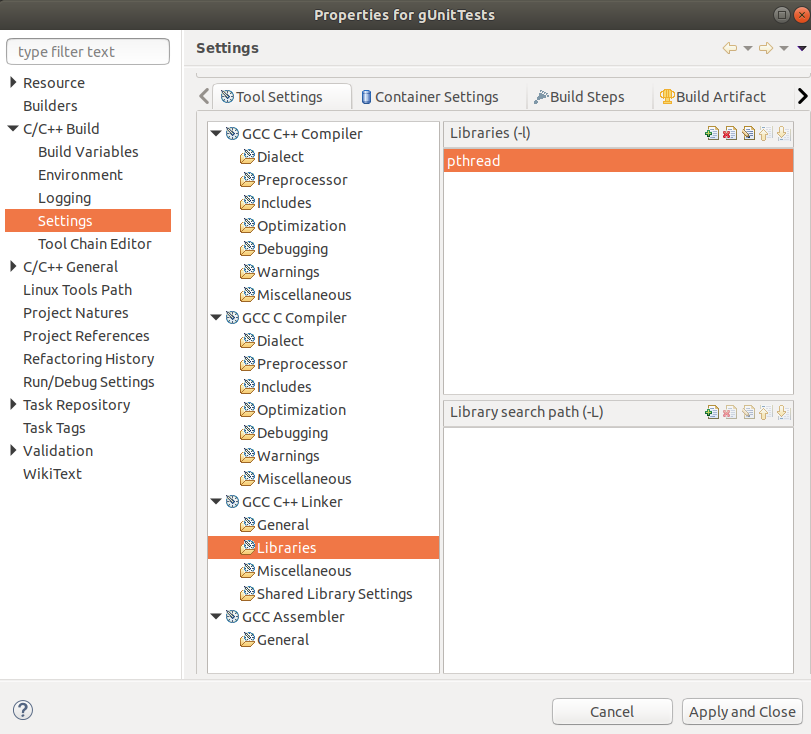 Properties for gUnitTests
type filter text
Resource
Builders
C/C++ Build
Build Variables
Environment
Logging
Settings
Tool Chain Editor
C/C++ General
Linux Tools Path
Project Natures
Project References
Refactoring History
Run/Debug Settings
Task Repository
Task Tags
Validation
WikiText
Settings
Tool Settings
Container Settings
Build Steps
Build Artifact
GCC C++ Compiler
Dialect
Preprocessor
Includes
Optimization
Debugging
Warnings
Miscellaneous
GCC C Compiler
Dialect
Preprocessor
Includes
Optimization
Debugging
Warnings
Miscellaneous
GCC C++ Linker
General
Libraries
Miscellaneous
Shared Library Settings
GCC Assembler
General
Libraries (-l)
pthread
Library search path (-L)
Cancel
Apply and Close